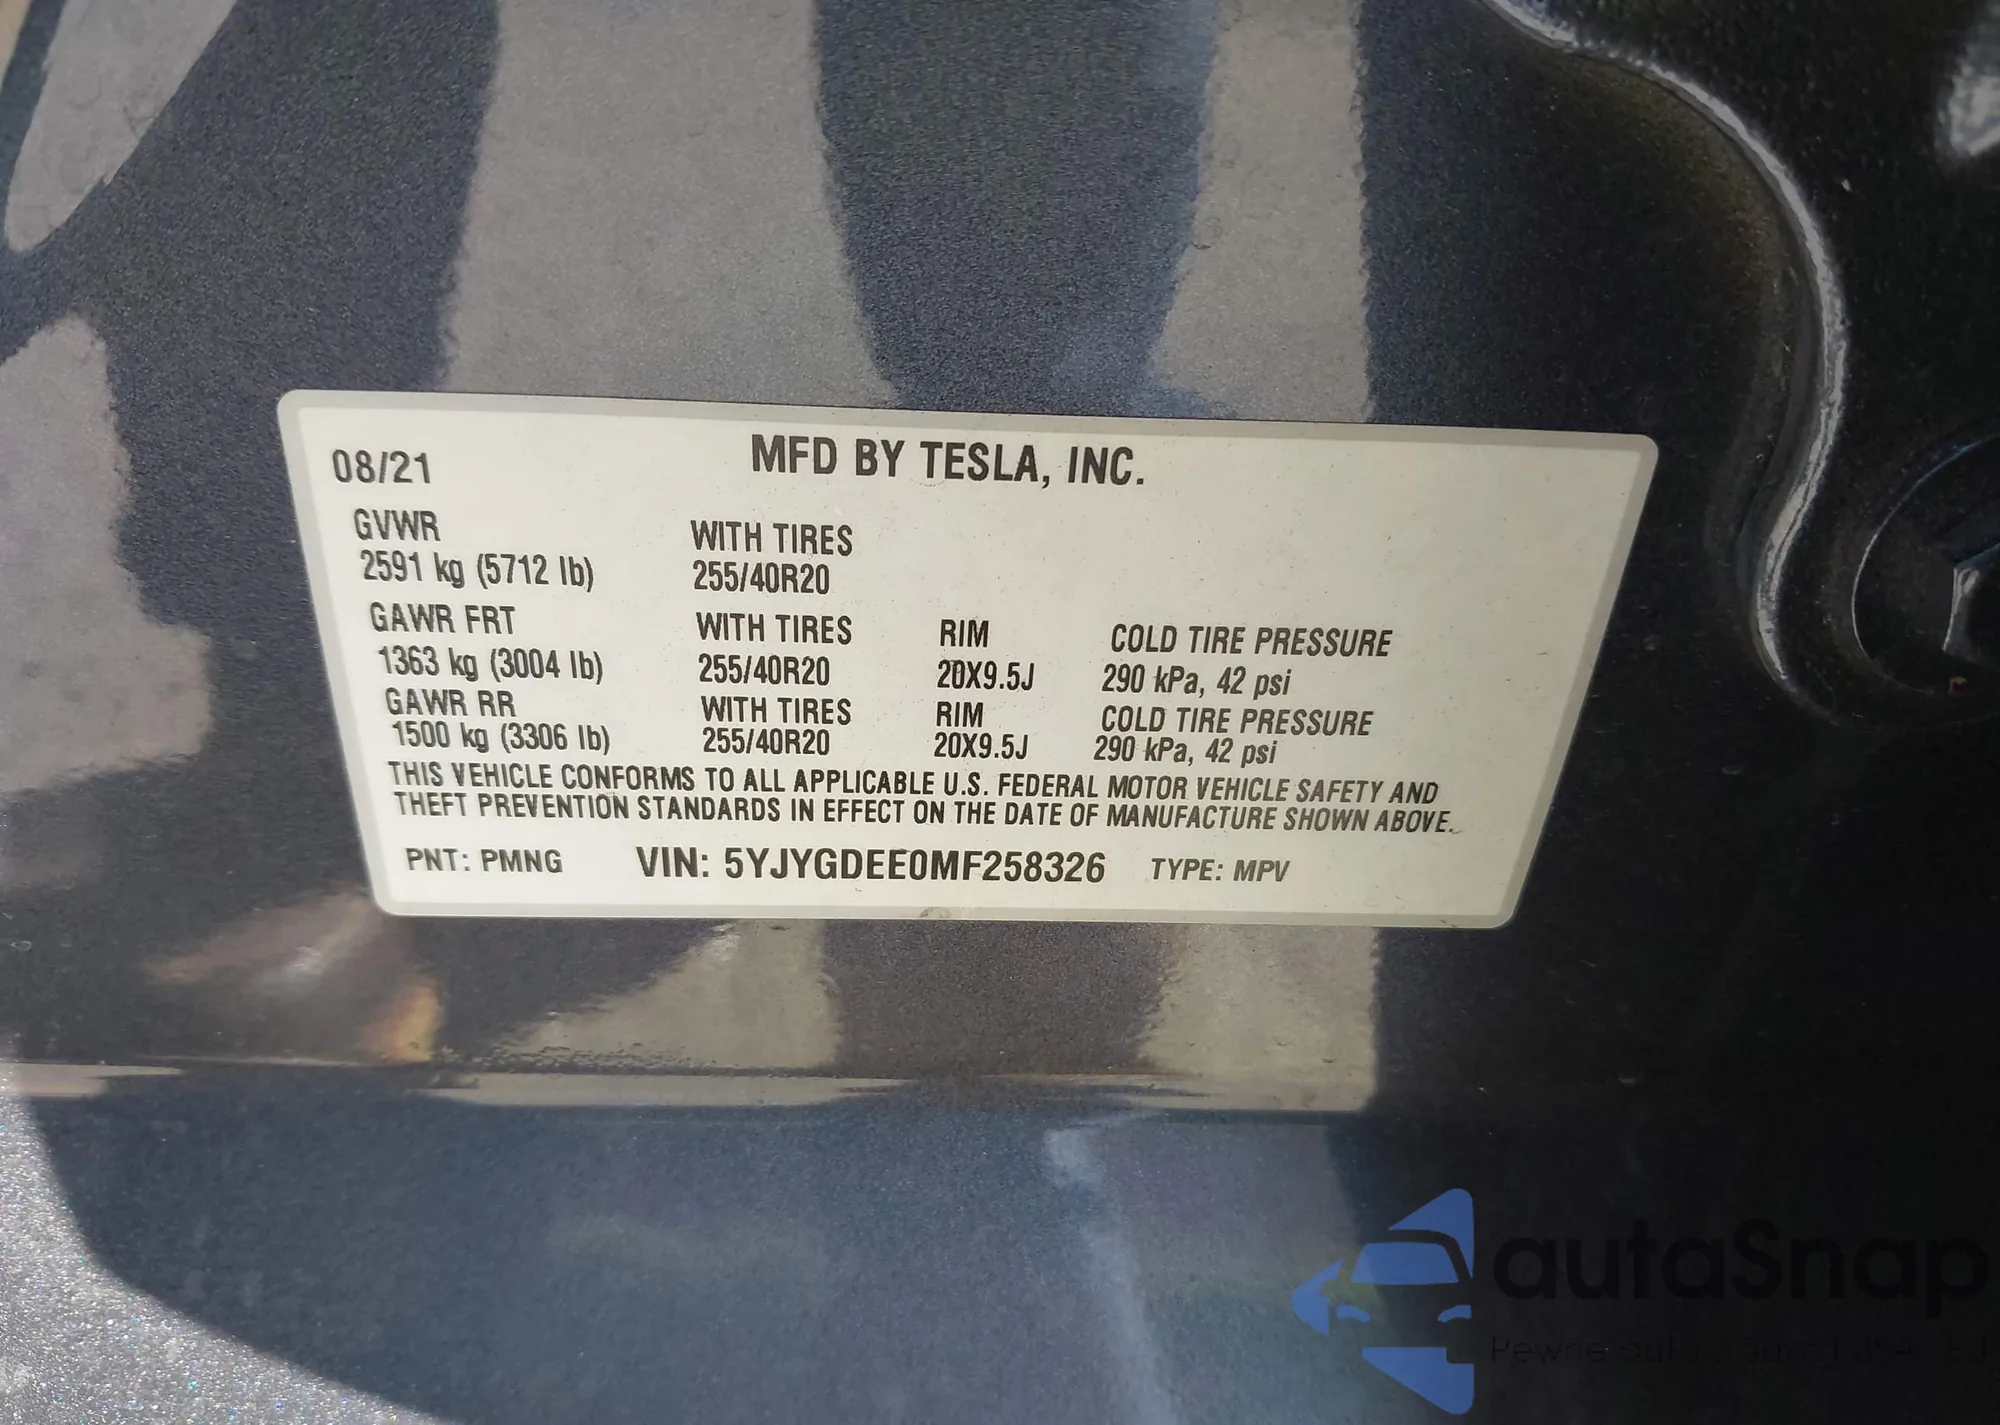 08/21 MFD BY TESLA, INC.
GVWR WITH TIRES
2591 kg (5712 lb) 255/40R20
GAWR FRT WITH TIRES RIM COLD TIRE PRESSURE
1363 kg (3004 lb) 255/40R20 20X9.5J 290 kPa, 42 psi
GAWR RR WITH TIRES RIM COLD TIRE PRESSURE
1500 kg (3306 lb) 255/40R20 20X9.5J 290 kPa, 42 psi
THIS VEHICLE CONFORMS TO ALL APPLICABLE U.S. FEDERAL MOTOR VEHICLE SAFETY AND
THEFT PREVENTION STANDARDS IN EFFECT ON THE DATE OF MANUFACTURE SHOWN ABOVE.
PNT: PMNG VIN: 5YJYGDEE0MF258326 TYPE: MPV
autaSnap
Pewne auta z